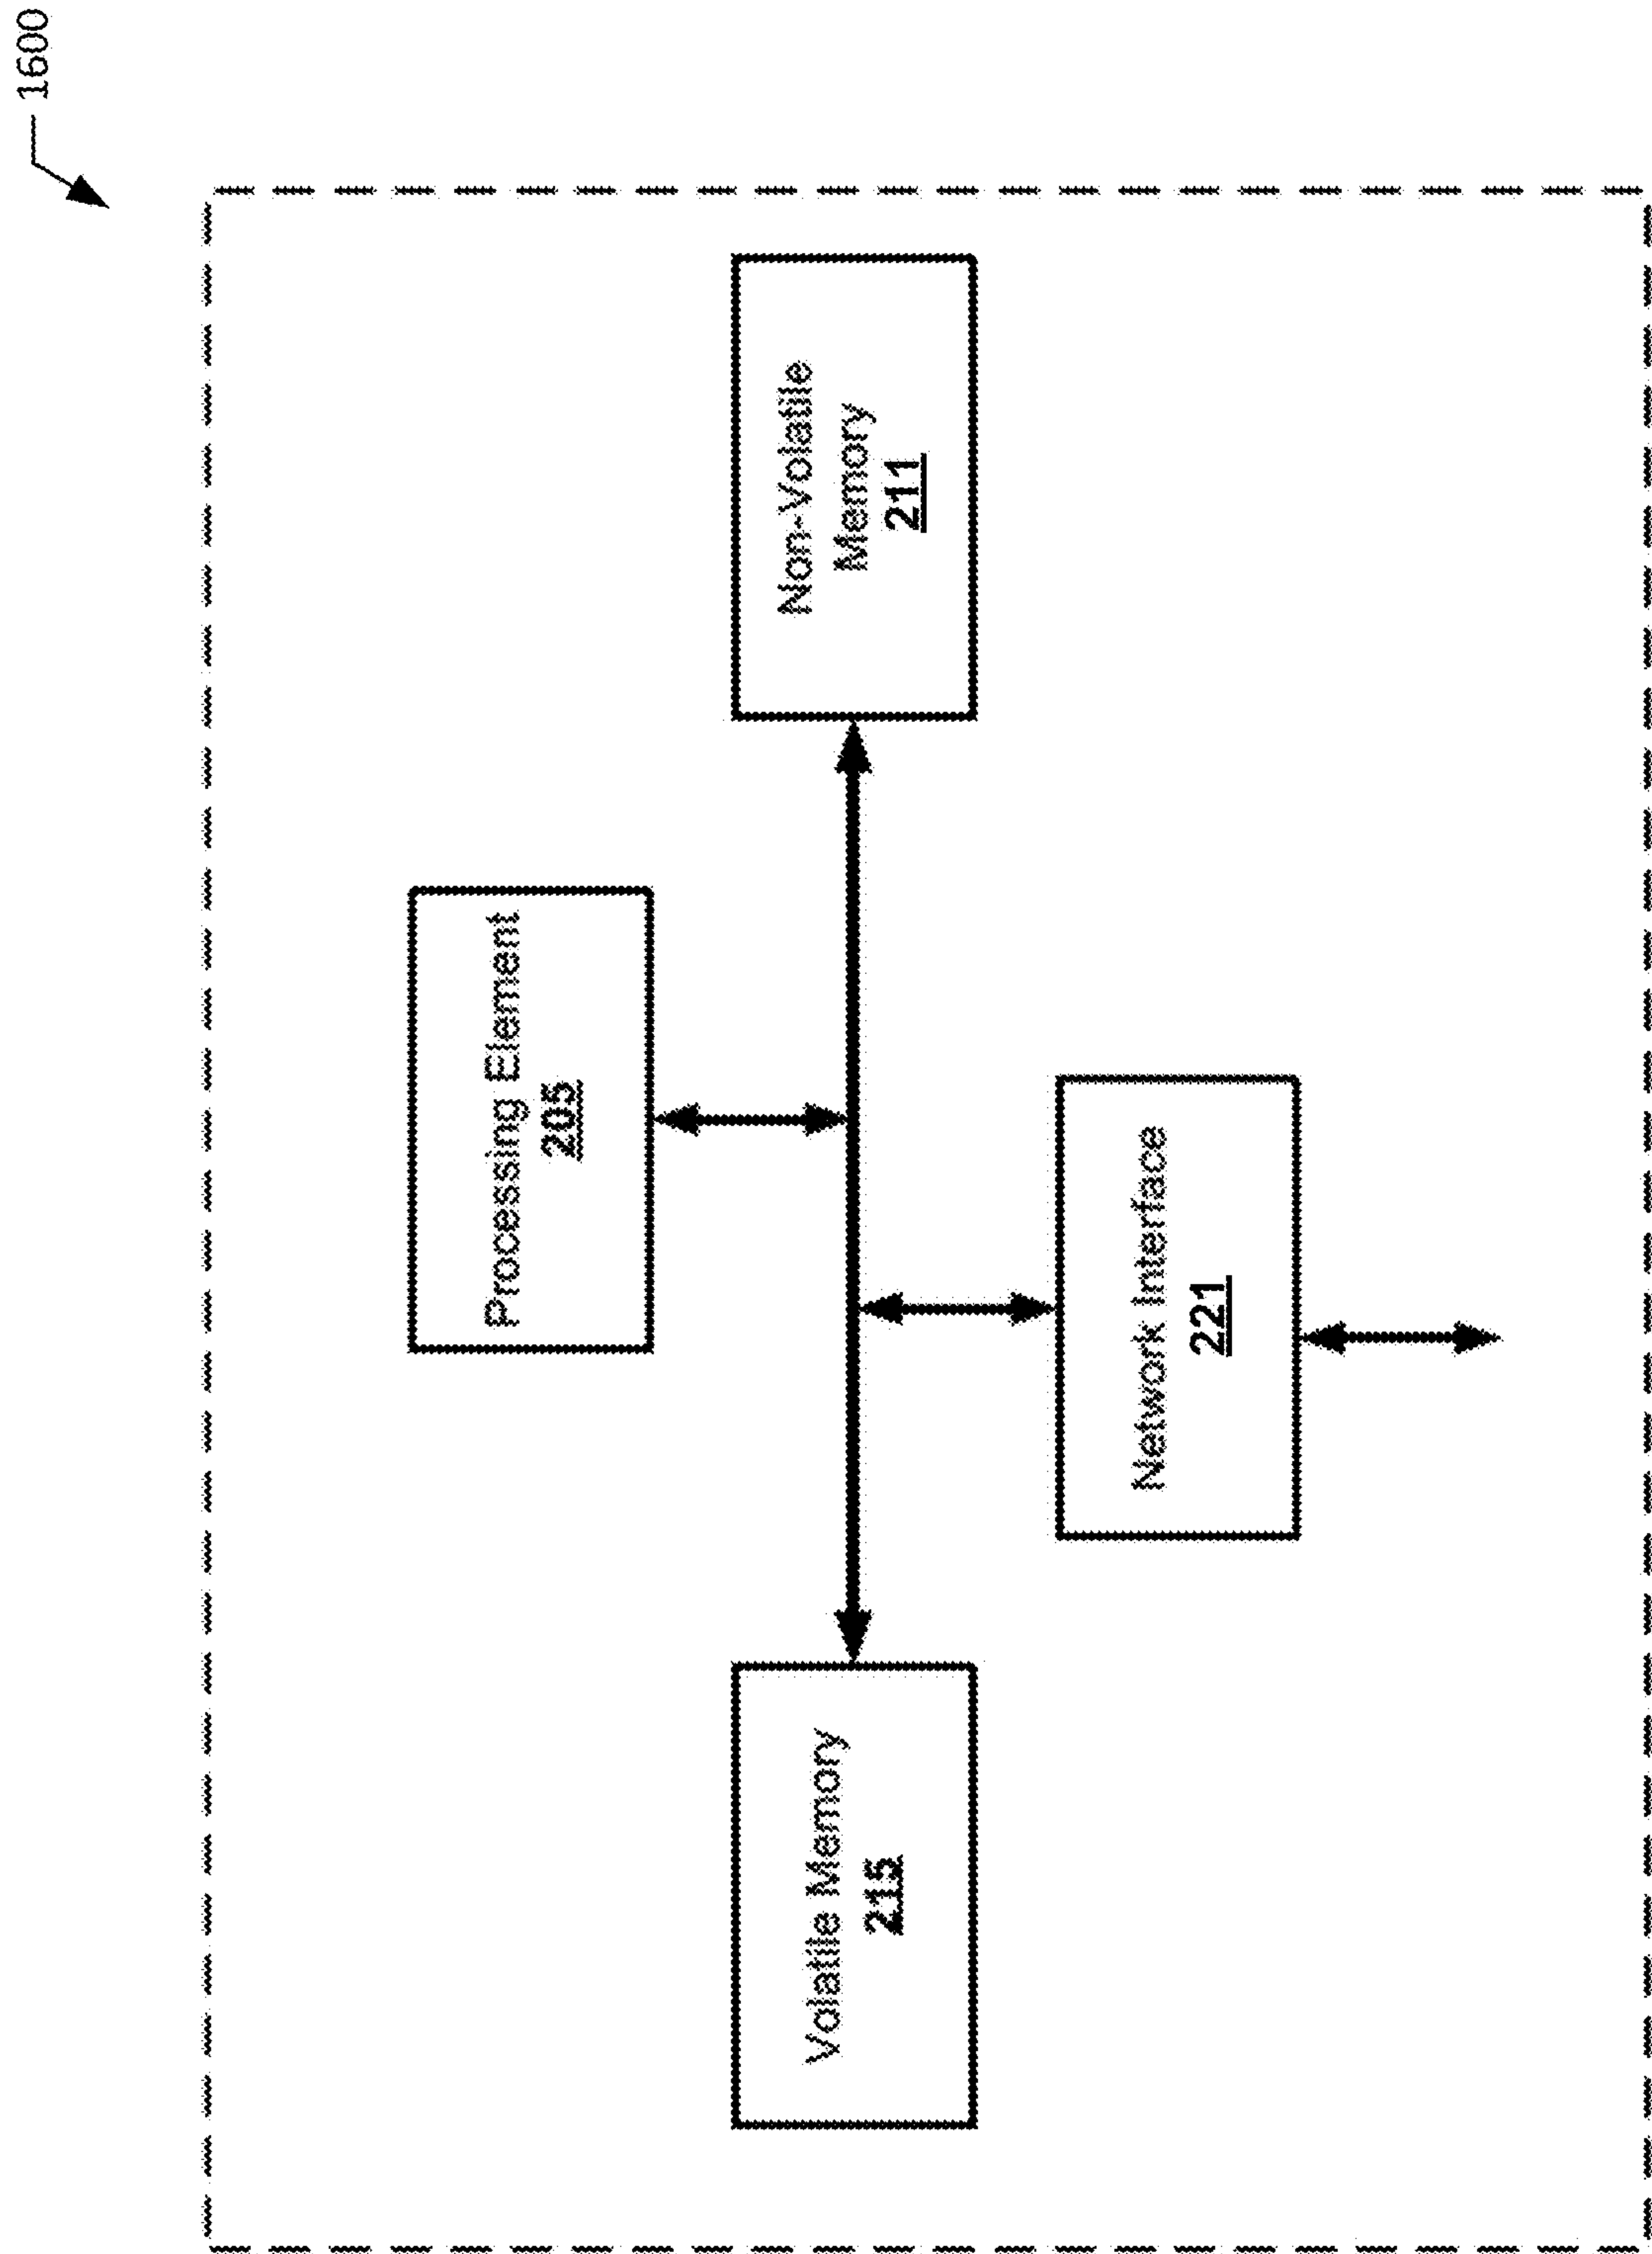 1600
Processing Element
205
Volatile Memory
215
Non-Volatile
Memory
211
Network Interface
221